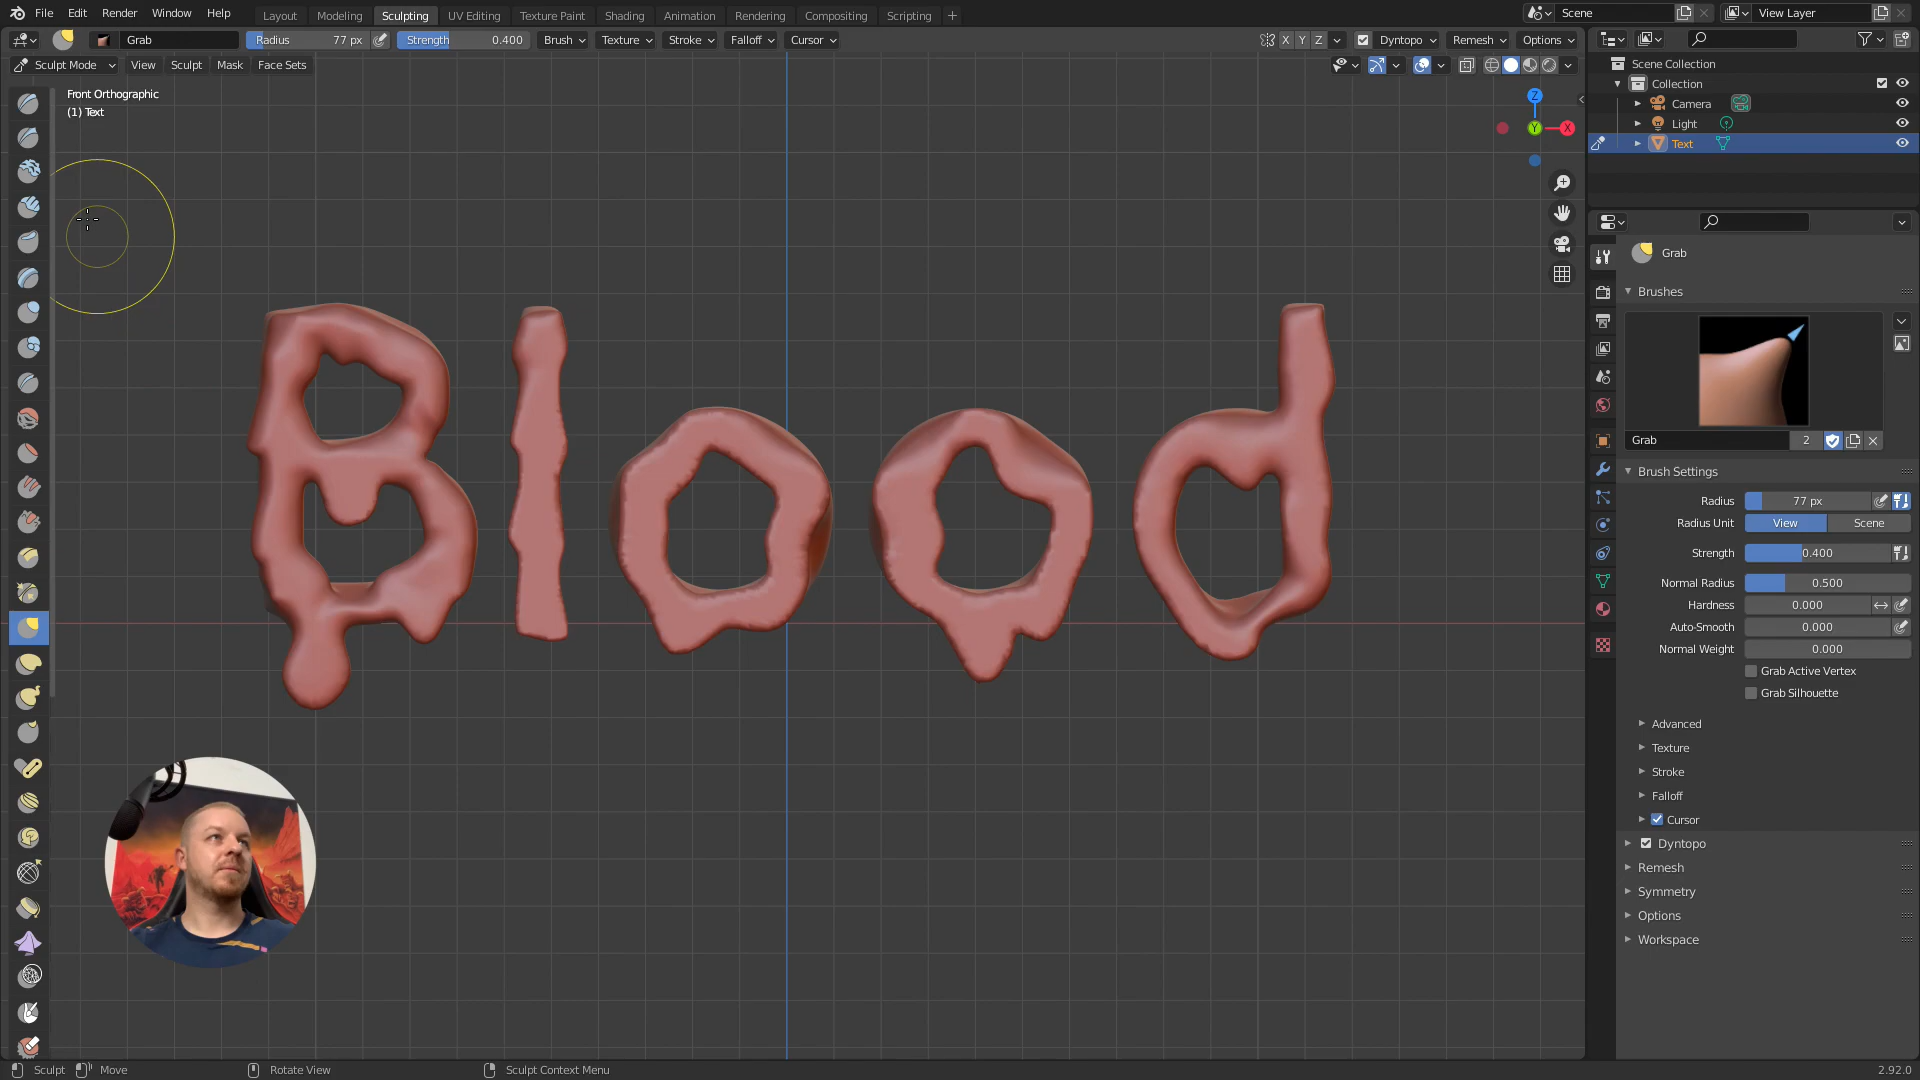 File Edit Render Window Help Layout Modeling Sculpting UV Editing Texture Paint Shading Animation Rendering Compositing Scripting + Scene View Layer
Grab Radius 77 px Strength 0.400 Brush Texture Stroke Falloff Cursor X Y Z Dyntopo Remesh Options
Sculpt Mode View Sculpt Mask Face Sets
Front Orthographic
(1) Text
Z
Y X
Blood
Scene Collection
Collection
Camera
Light
Text
Grab
Brushes
Grab 2
Brush Settings
Radius 77 px
Radius Unit View Scene
Strength 0.400
Normal Radius 0.500
Hardness 0.000
Auto-Smooth 0.000
Normal Weight 0.000
Grab Active Vertex
Grab Silhouette
Advanced
Texture
Stroke
Falloff
Cursor
Dyntopo
Remesh
Symmetry
Options
Workspace
Sculpt Move Rotate View Sculpt Context Menu 2.92.0